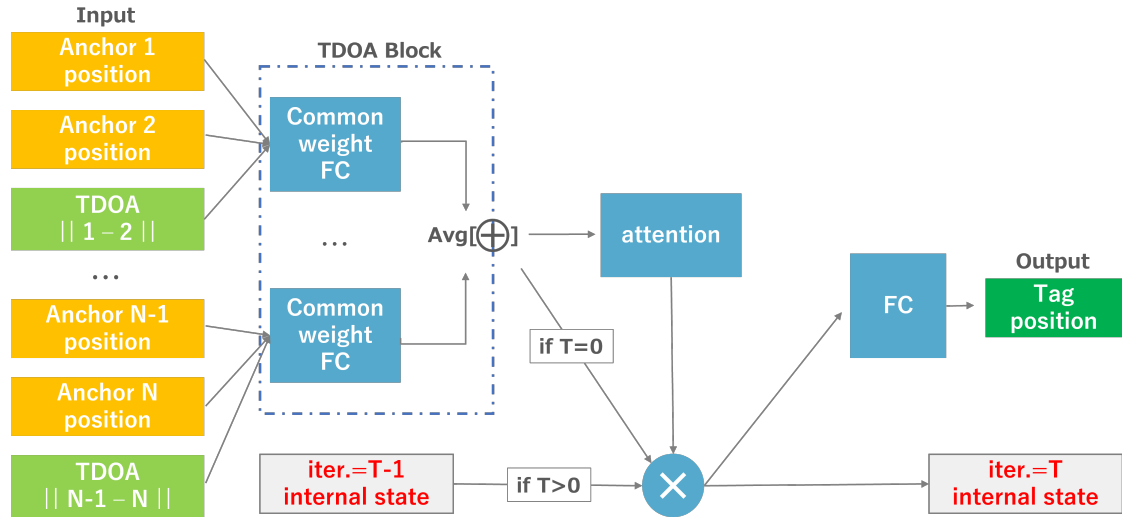 Input
Anchor 1
position
Anchor 2
position
TDOA
|| 1 – 2 ||
...
Anchor N-1
position
Anchor N
position
TDOA
|| N-1 – N ||
TDOA Block
Common
weight
FC
...
Common
weight
FC
Avg[⊕]
attention
if T=0
iter.=T-1
internal state
if T>0
×
FC
Output
Tag
position
iter.=T
internal state